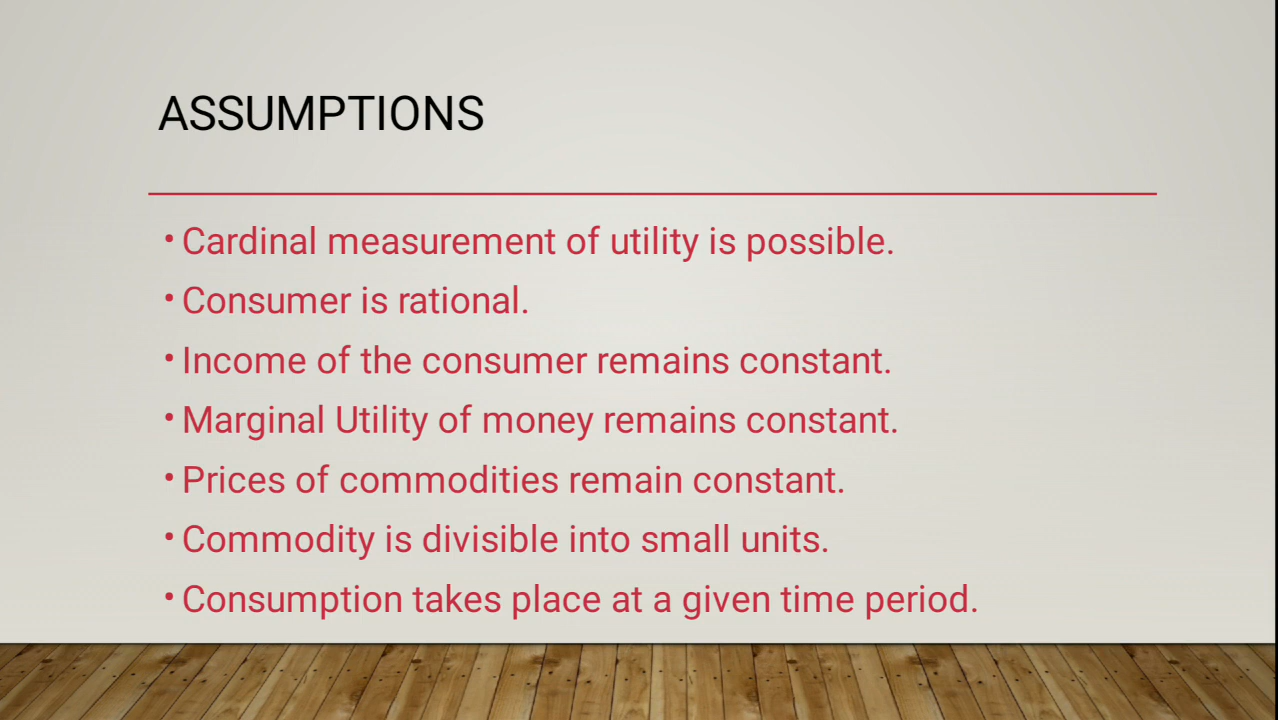 ASSUMPTIONS
• Cardinal measurement of utility is possible.
• Consumer is rational.
• Income of the consumer remains constant.
• Marginal Utility of money remains constant.
• Prices of commodities remain constant.
• Commodity is divisible into small units.
• Consumption takes place at a given time period.